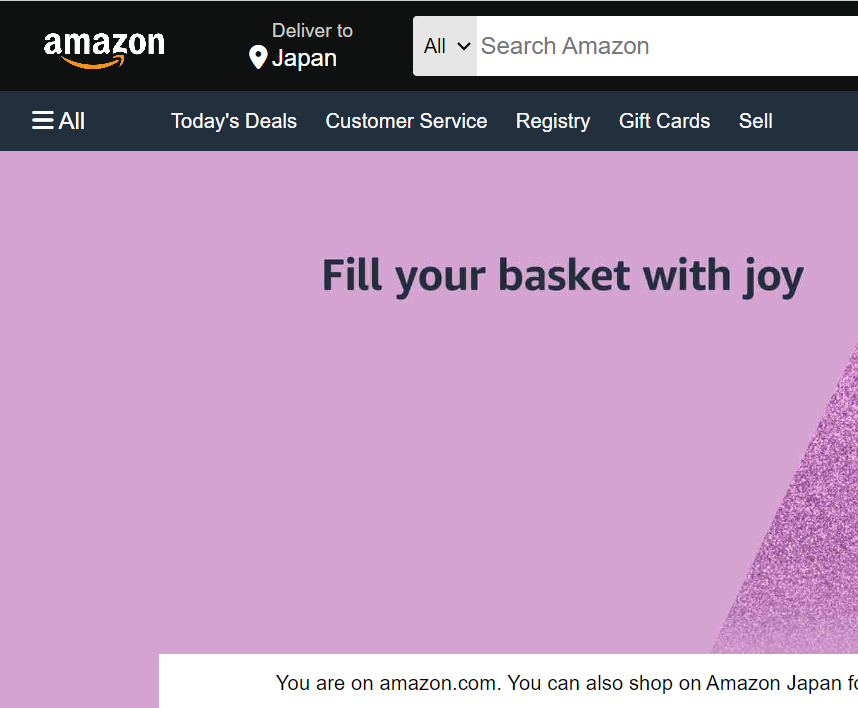 amazon
Deliver to
Japan
All
Search Amazon
All
Today's Deals
Customer Service
Registry
Gift Cards
Sell
Fill your basket with joy
You are on amazon.com. You can also shop on Amazon Japan fo